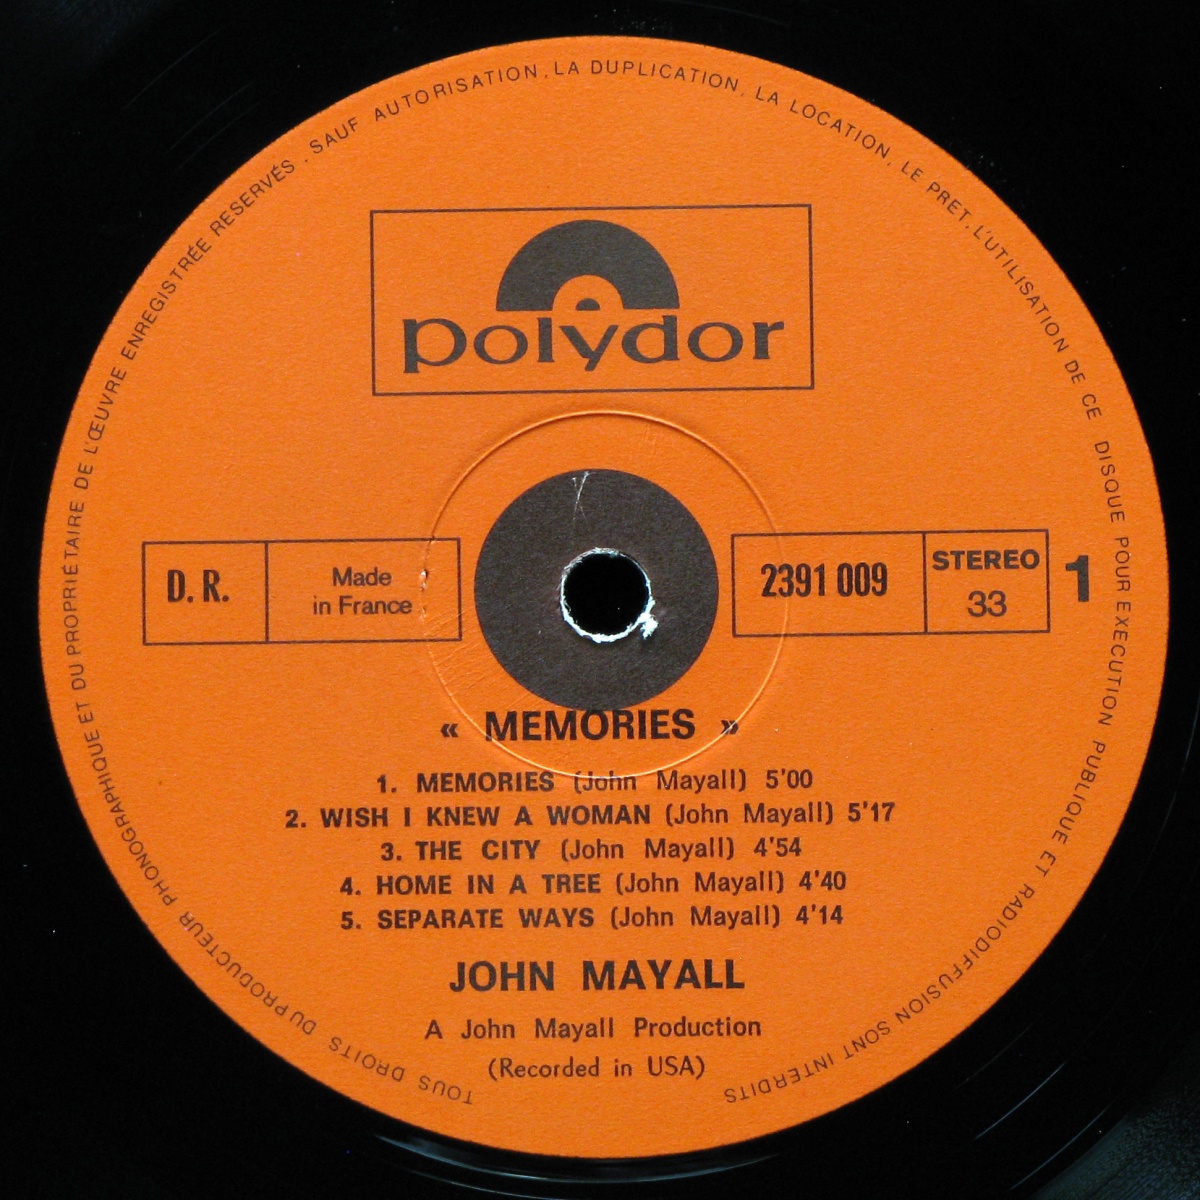 TOUS DROITS DU PRODUCTEUR PHONOGRAPHIQUE ET DU PROPRIÉTAIRE DE L'ŒUVRE ENREGISTRÉE RESERVÉS . SAUF AUTORISATION . LA DUPLICATION, LA LOCATION, LE PRET, L'UTILISATION DE CE DISQUE POUR EXECUTION PUBLIQUE ET RADIODIFFUSION SONT INTERDITS
polydor
D. R.
Made
in France
2391 009
STEREO
33
1
« MEMORIES »
1. MEMORIES (John Mayall) 5'00
2. WISH I KNEW A WOMAN (John Mayall) 5'17
3. THE CITY (John Mayall) 4'54
4. HOME IN A TREE (John Mayall) 4'40
5. SEPARATE WAYS (John Mayall) 4'14
JOHN MAYALL
A John Mayall Production
(Recorded in USA)